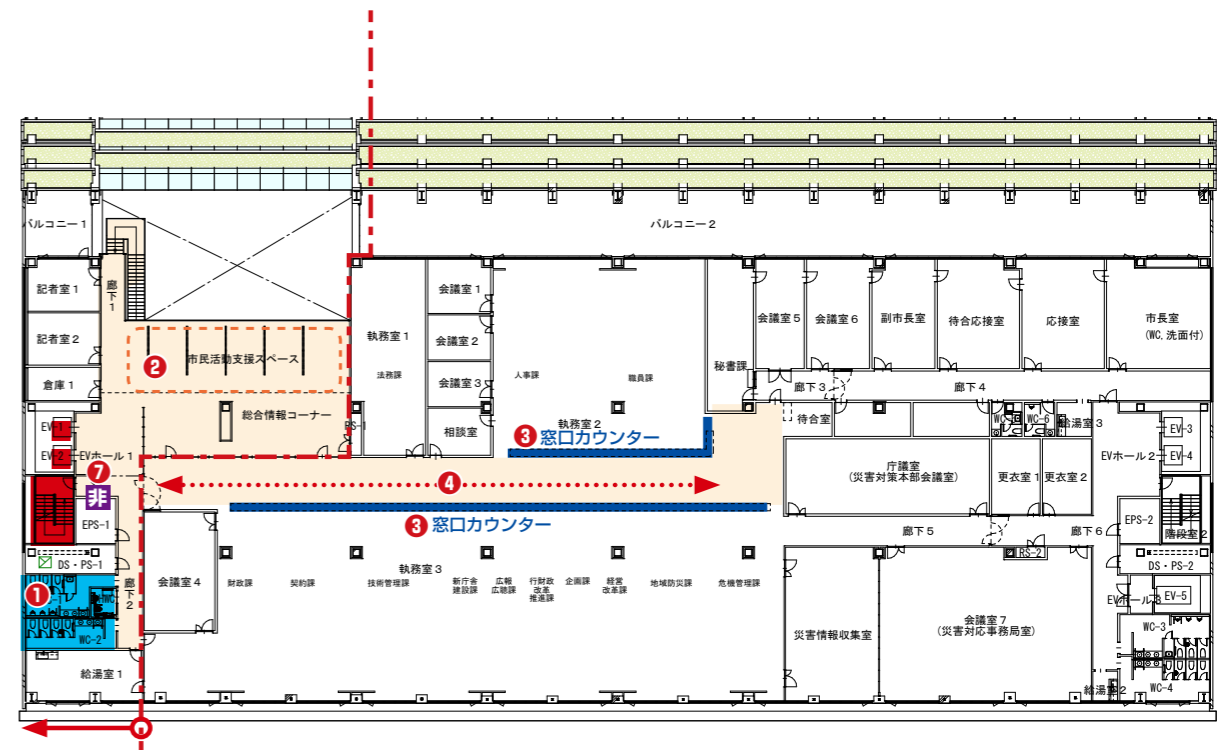 バルコニー1
バルコニー2
記者室1
廊下1
執務室1
会議室1
会議室5
会議室6
副市長室
待合応接室
応接室
市長室
(WC.洗面付)
記者室2
会議室2
❷
市民活動支援スペース
法務課
人事課
職員課
秘書課
倉庫1
会議室3
廊下3
廊下4
総合情報コーナー
相談室
執務室2
待合室
WC-6
給湯室3
EV-1
❸ 窓口カウンター
EV-3
EV-2
EVホール1
EVホール2
EV-4
❼
非
❹
庁議室
(災害対策本部会議室)
更衣室1
更衣室2
EPS-1
❸ 窓口カウンター
EPS-2
廊下5
廊下6
階段室2
DS・PS-1
執務室3
RS-2
DS・PS-2
❶
廊下2
会議室4
財政課
契約課
技術管理課
新庁舎
建設課
広報
広聴課
行財政
改革
推進課
企画課
経営
改革課
地域防災課
危機管理課
EVホール3
EV-5
WC-2
災害情報収集室
会議室7
(災害対応事務局室)
WC-3
給湯室1
給湯室2
WC-4